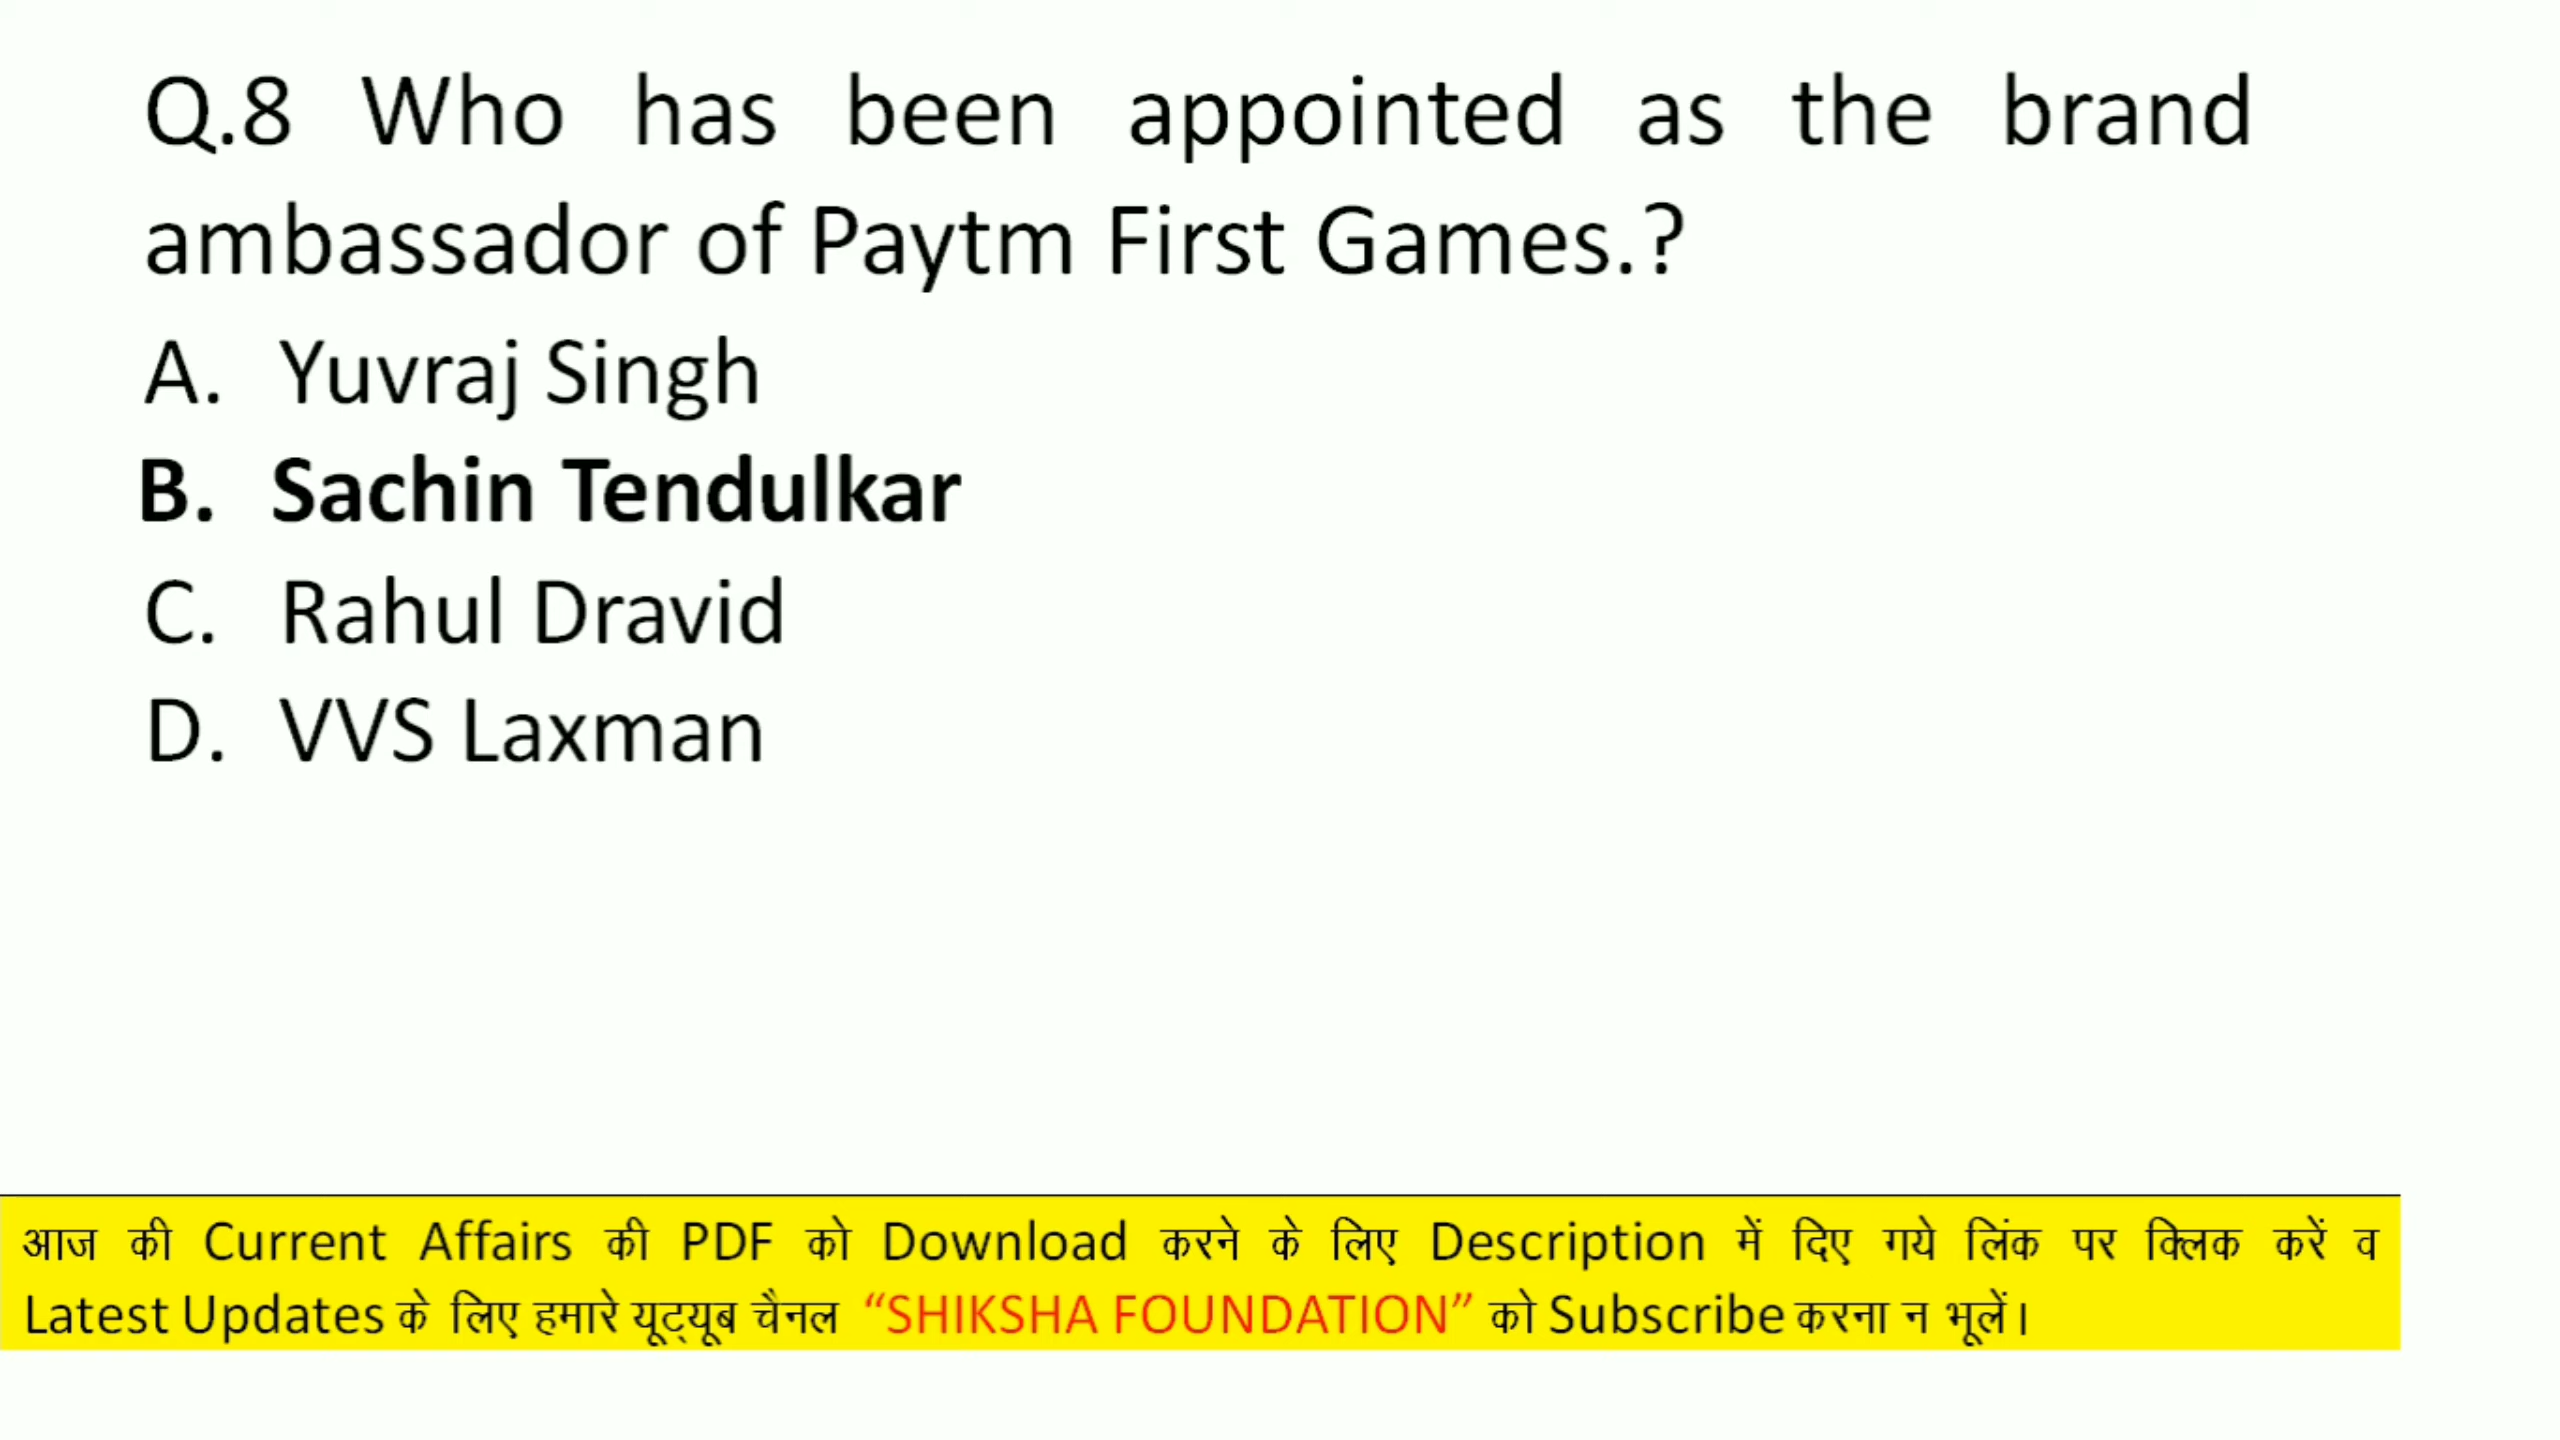 Q.8 Who has been appointed as the brand
ambassador of Paytm First Games.?
A. Yuvraj Singh
B. Sachin Tendulkar
C. Rahul Dravid
D. VVS Laxman
आज की Current Affairs की PDF को Download करने के लिए Description में दिए गये लिंक पर क्लिक करें व
Latest Updates के लिए हमारे यूट्यूब चैनल “SHIKSHA FOUNDATION” को Subscribe करना न भूलें।